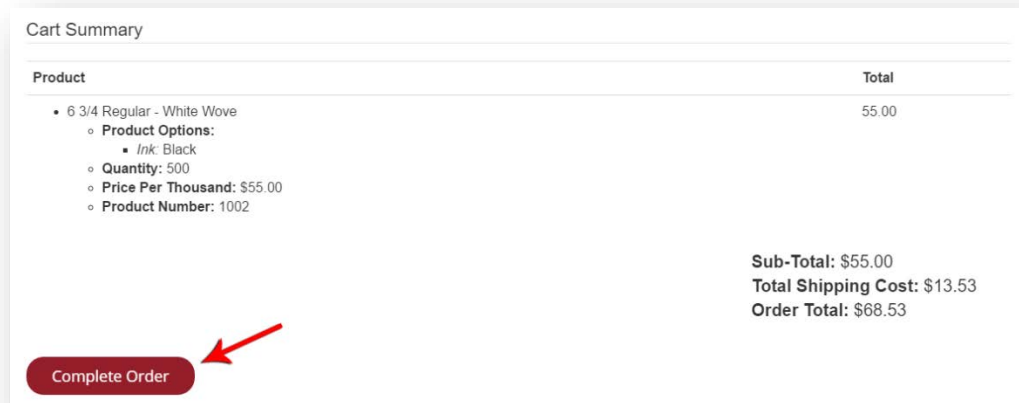 Cart Summary
Product Total
6 3/4 Regular - White Wove 55.00
Product Options:
Ink: Black
Quantity: 500
Price Per Thousand: $55.00
Product Number: 1002
Sub-Total: $55.00
Total Shipping Cost: $13.53
Order Total: $68.53
Complete Order